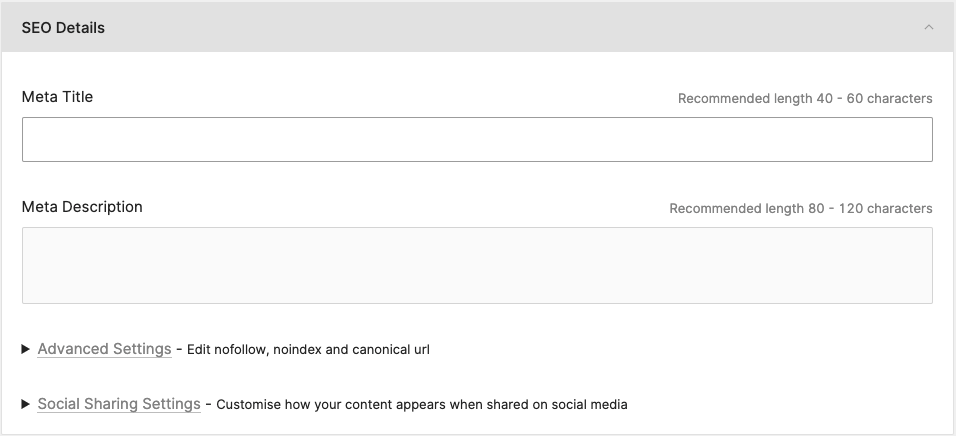 SEO Details
Meta Title
Recommended length 40 - 60 characters
Meta Description
Recommended length 80 - 120 characters
Advanced Settings - Edit nofollow, noindex and canonical url
Social Sharing Settings - Customise how your content appears when shared on social media